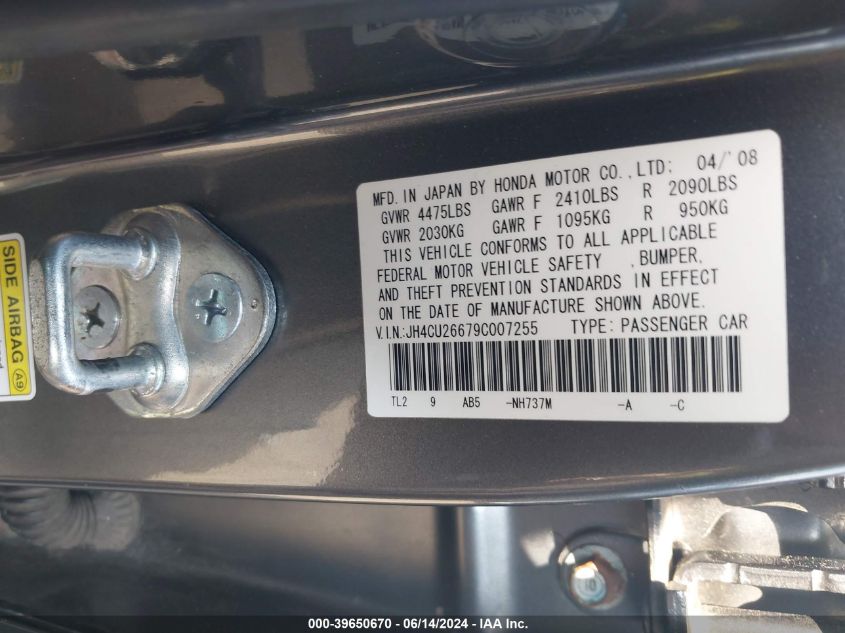 MFD. IN JAPAN BY HONDA MOTOR CO., LTD: 04/'08
GVWR 4475LBS GAWR F 2410LBS R 2090LBS
GVWR 2030KG GAWR F 1095KG R 950KG
THIS VEHICLE CONFORMS TO ALL APPLICABLE
FEDERAL MOTOR VEHICLE SAFETY ,BUMPER,
AND THEFT PREVENTION STANDARDS IN EFFECT
ON THE DATE OF MANUFACTURE SHOWN ABOVE.
V.I.N.:JH4CU26679C007255 TYPE: PASSENGER CAR
TL2 9 AB5 -NH737M -A -C
SIDE AIRBAG A9
000-39650670 - 06/14/2024 - IAA Inc.